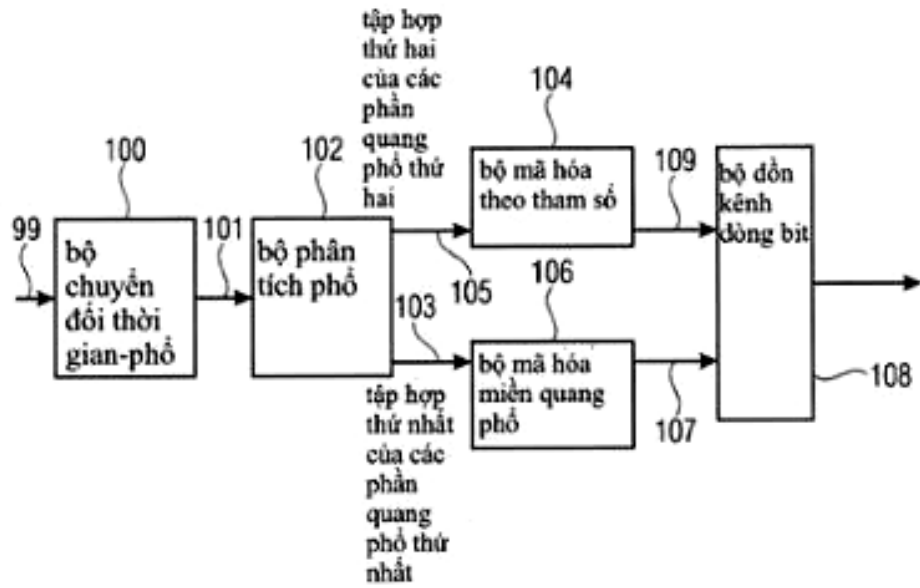 tập hợp
thứ hai
của các
phần
quang
phổ thứ
hai
104
100
102
bộ mã hóa
theo tham số
109
bộ dồn
kênh
dòng bit
99
bộ
chuyển
đổi thời
gian-phổ
101
bộ phân
tích phổ
105
103
106
bộ mã hóa
miền quang
phổ
107
108
tập hợp
thứ nhất
của các
phần
quang
phổ thứ
nhất